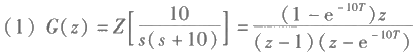 (1) G(z) = Z[10 / s(s + 10)] = (1 − e^{−10T})z / (z − 1)(z − e^{−10T})